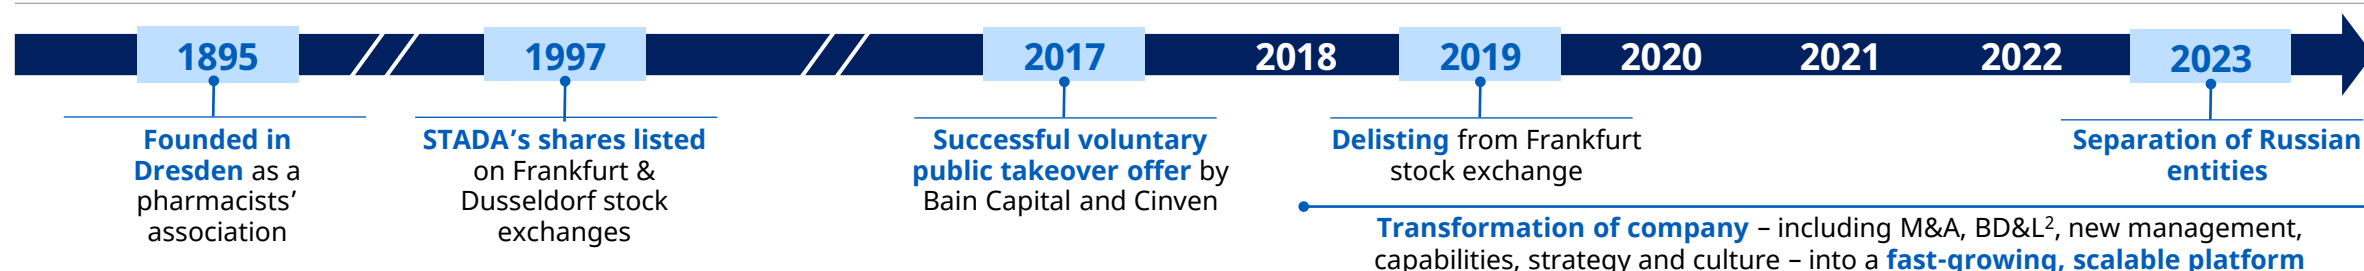 1895 1997 2017 2018 2019 2020 2021 2022 2023
Founded in
Dresden as a
pharmacists’
association
STADA’s shares listed
on Frankfurt &
Dusseldorf stock
exchanges
Successful voluntary
public takeover offer by
Bain Capital and Cinven
Delisting from Frankfurt
stock exchange
Separation of Russian
entities
Transformation of company – including M&A, BD&L², new management,
capabilities, strategy and culture – into a fast-growing, scalable platform